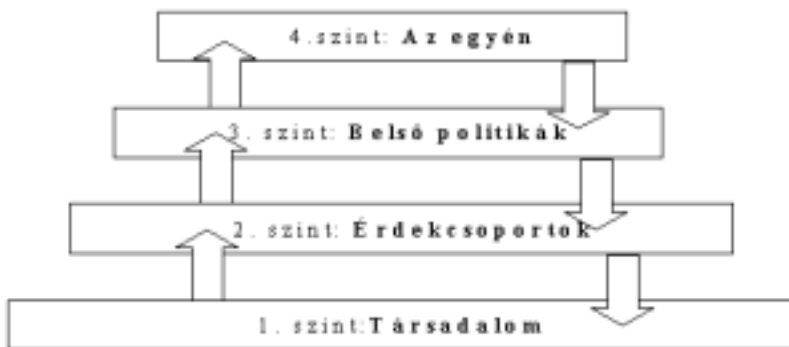 4.szint: Az egyén
3. szint: Belső politikák
2. szint: Érdekcsoportok
1. szint:Társadalom